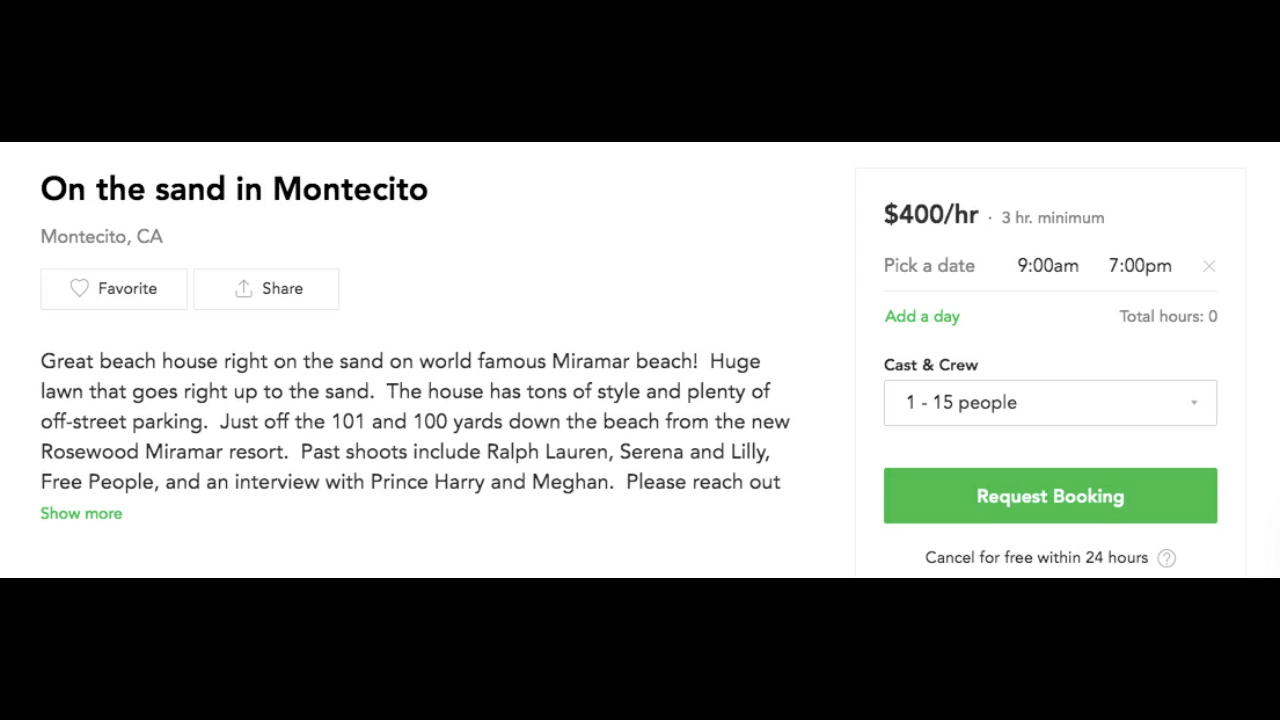 On the sand in Montecito
Montecito, CA
Favorite
Share
Great beach house right on the sand on world famous Miramar beach!  Huge
lawn that goes right up to the sand.  The house has tons of style and plenty of
off-street parking.  Just off the 101 and 100 yards down the beach from the new
Rosewood Miramar resort.  Past shoots include Ralph Lauren, Serena and Lilly,
Free People, and an interview with Prince Harry and Meghan.  Please reach out
Show more
$400/hr · 3 hr. minimum
Pick a date 9:00am 7:00pm ×
Add a day Total hours: 0
Cast & Crew
1 - 15 people
Request Booking
Cancel for free within 24 hours ?